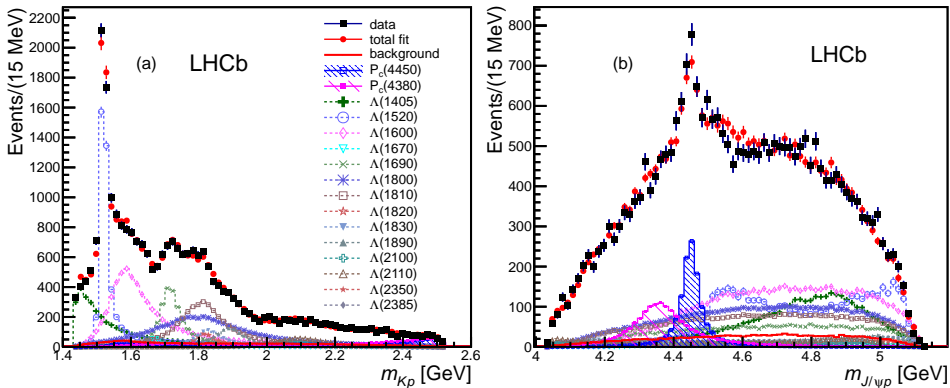 Events/(15 MeV)
2200
2000
1800
1600
1400
1200
1000
800
600
400
200
0
1.4
1.6
1.8
2
2.2
2.4
2.6
m_{Kp} [GeV]
(a)
LHCb
data
total fit
background
P_c(4450)
P_c(4380)
Λ(1405)
Λ(1520)
Λ(1600)
Λ(1670)
Λ(1690)
Λ(1800)
Λ(1810)
Λ(1820)
Λ(1830)
Λ(1890)
Λ(2100)
Λ(2110)
Λ(2350)
Λ(2385)
Events/(15 MeV)
800
700
600
500
400
300
200
100
0
4
4.2
4.4
4.6
4.8
5
m_{J/ψp} [GeV]
(b)
LHCb